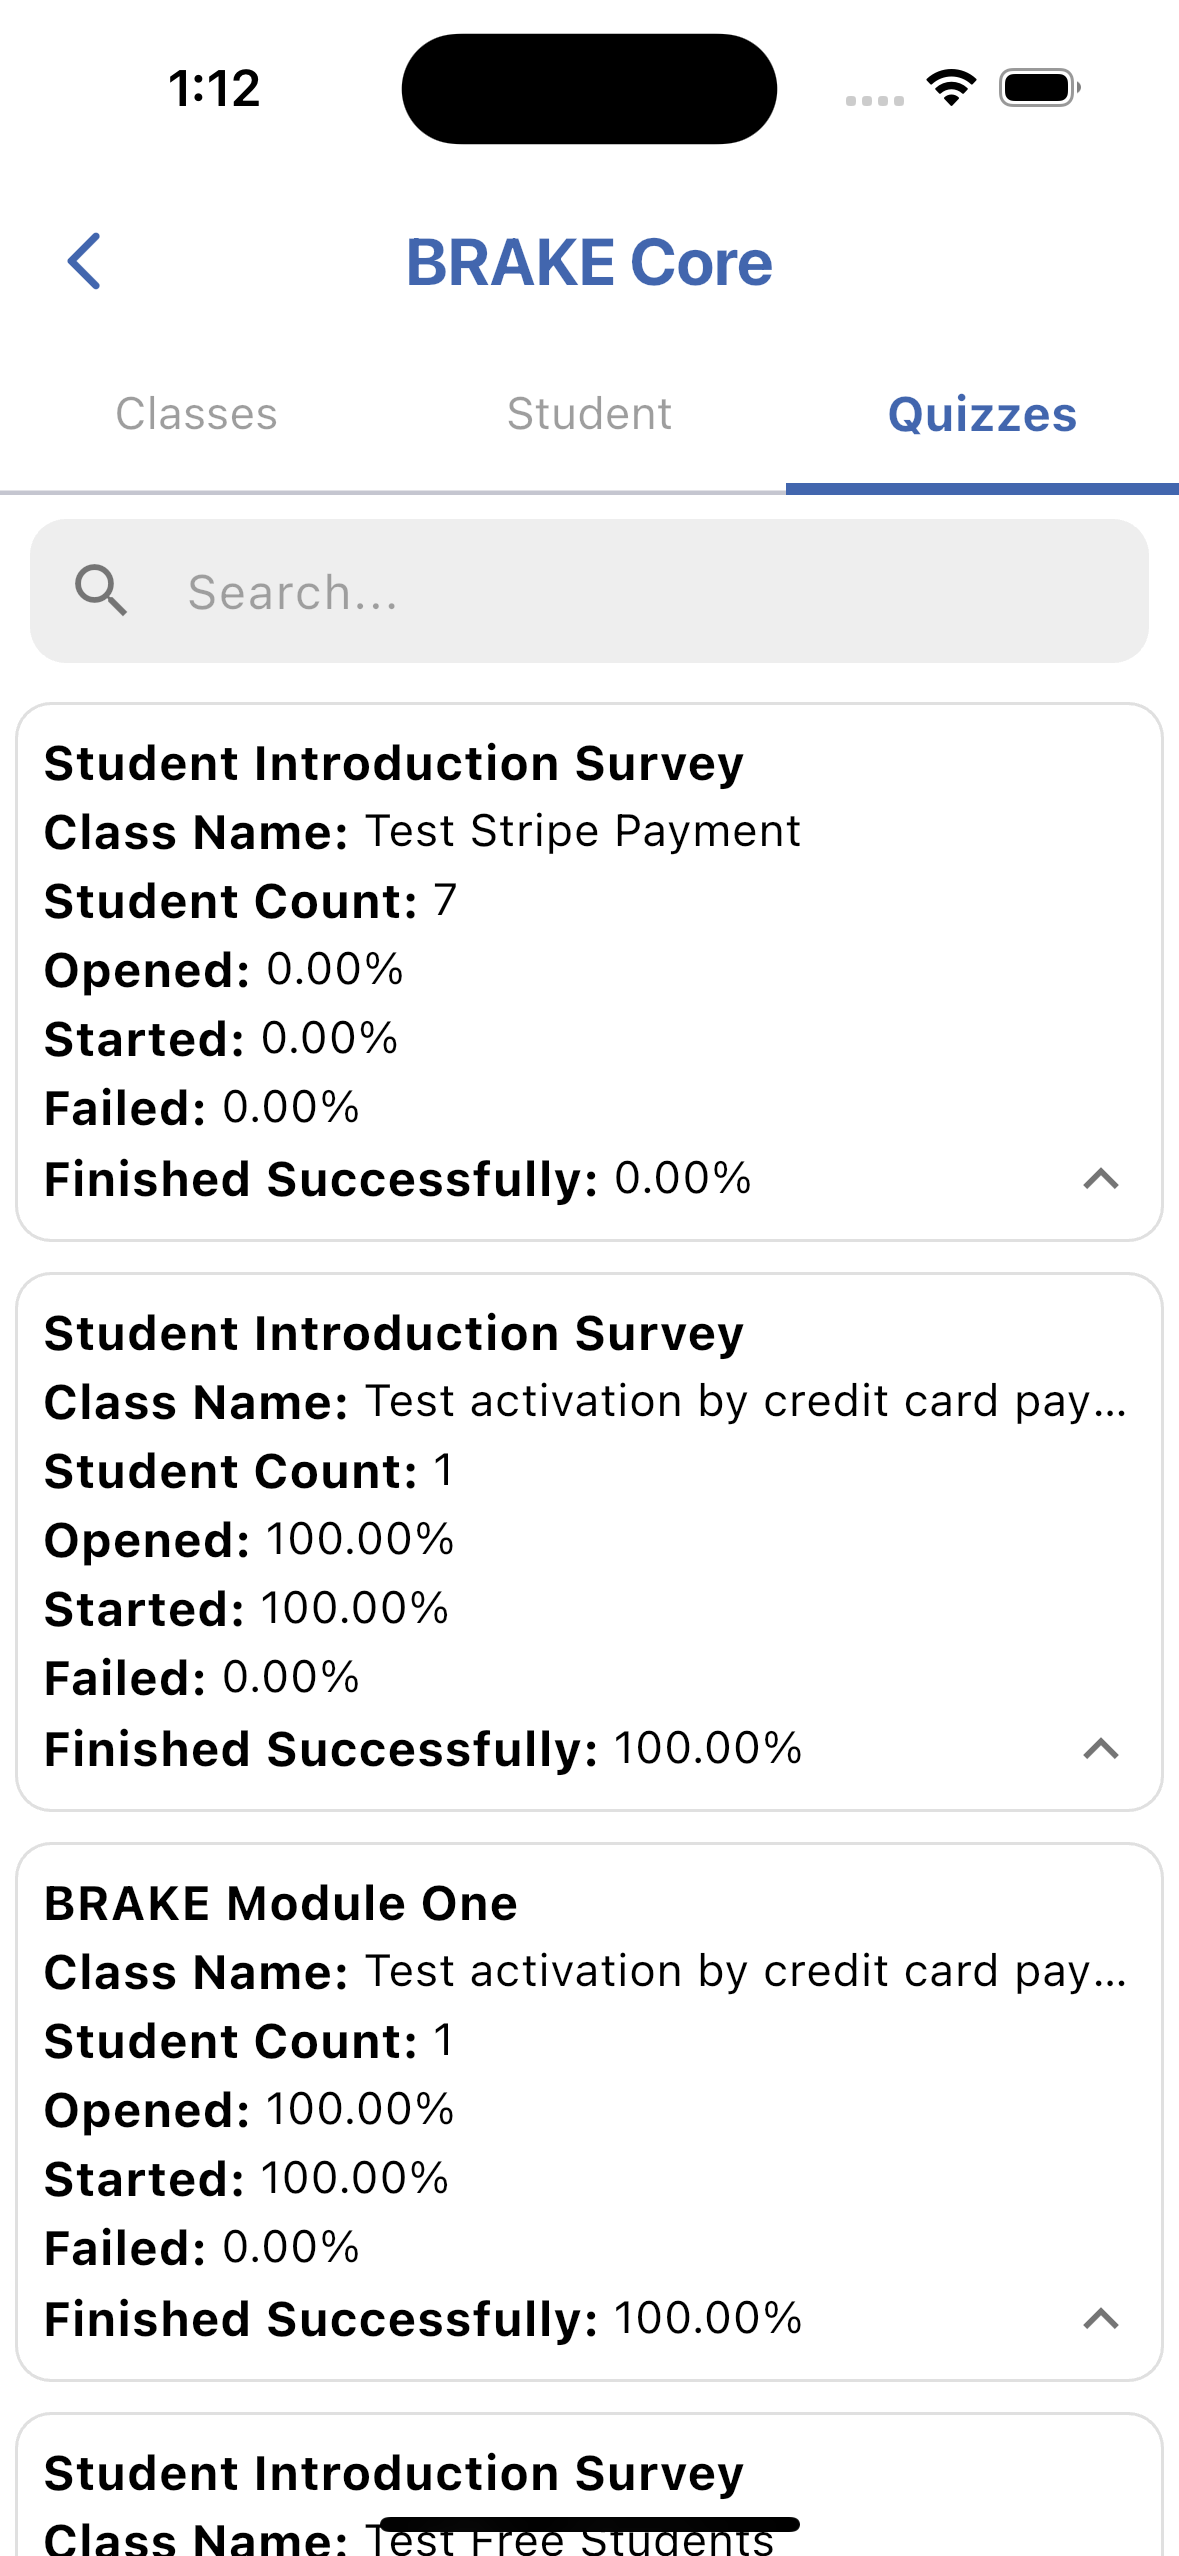 1:12
BRAKE Core
Classes Student Quizzes
Search...
Student Introduction Survey
Class Name: Test Stripe Payment
Student Count: 7
Opened: 0.00%
Started: 0.00%
Failed: 0.00%
Finished Successfully: 0.00%
Student Introduction Survey
Class Name: Test activation by credit card pay...
Student Count: 1
Opened: 100.00%
Started: 100.00%
Failed: 0.00%
Finished Successfully: 100.00%
BRAKE Module One
Class Name: Test activation by credit card pay...
Student Count: 1
Opened: 100.00%
Started: 100.00%
Failed: 0.00%
Finished Successfully: 100.00%
Student Introduction Survey
Class Name: Test Free Students